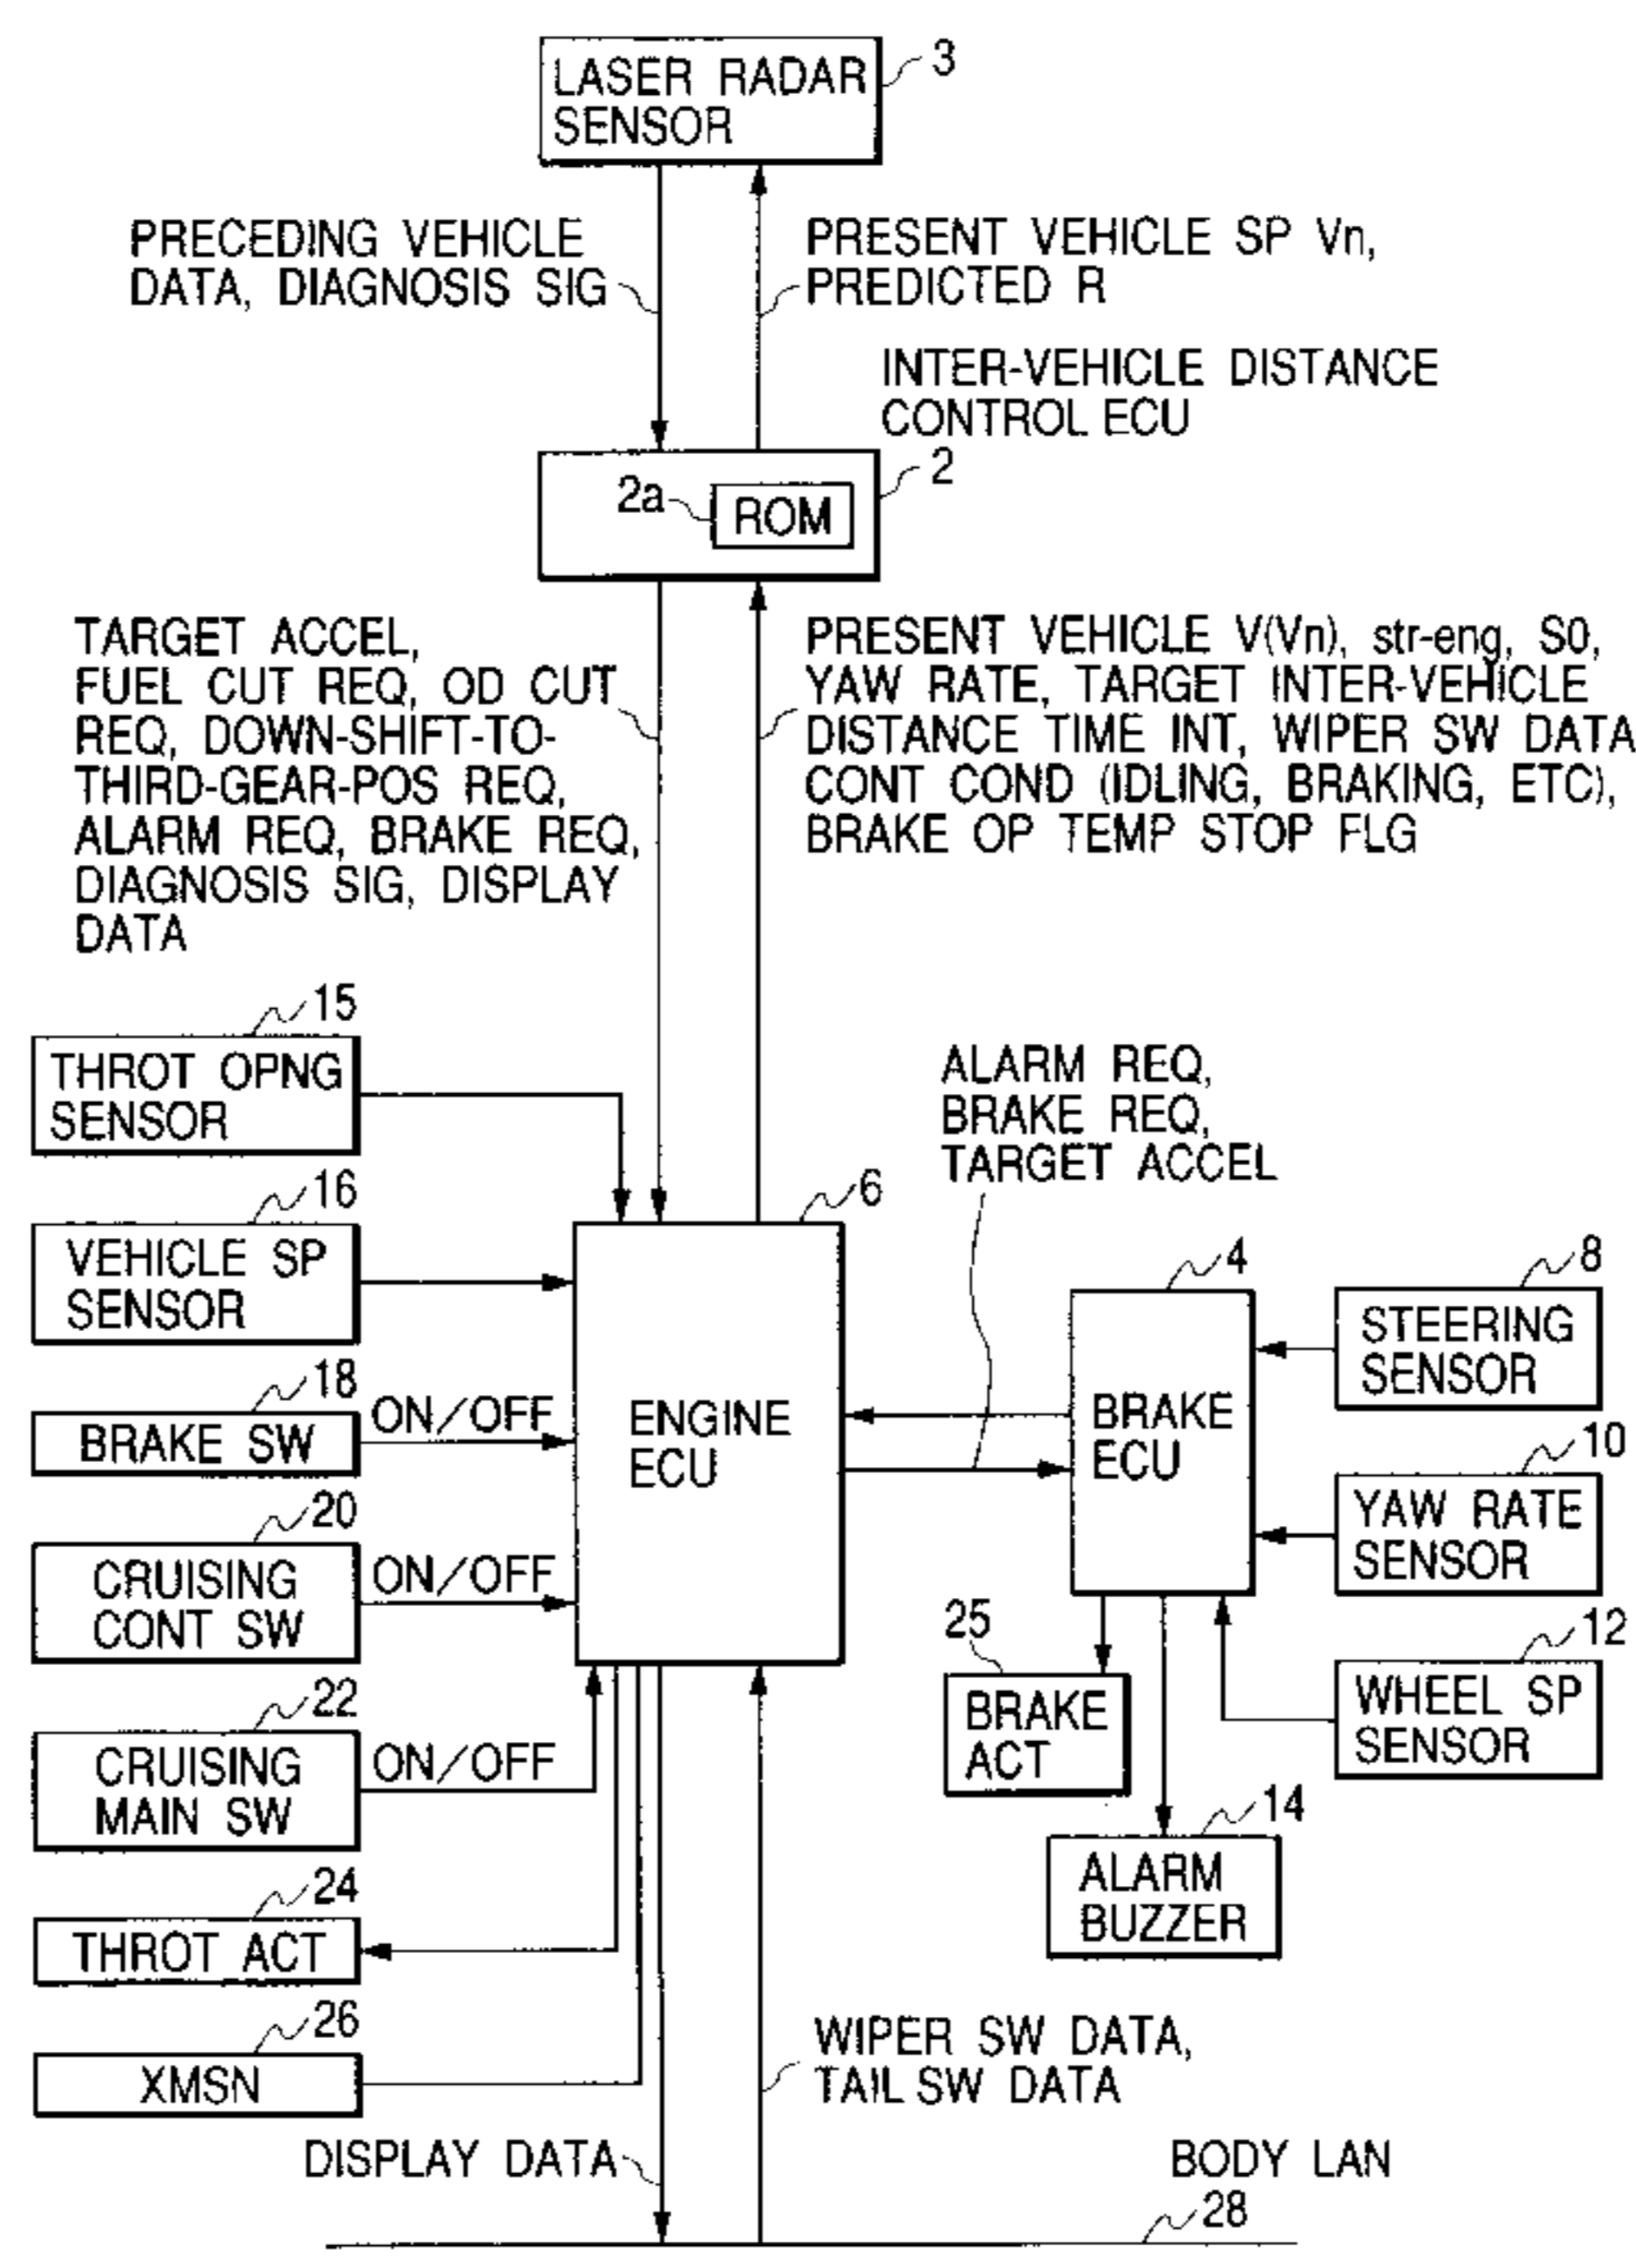 3
LASER RADAR
SENSOR
PRECEDING VEHICLE
DATA, DIAGNOSIS SIG
PRESENT VEHICLE SP Vn,
PREDICTED R
INTER-VEHICLE DISTANCE
CONTROL ECU
2
2a
ROM
TARGET ACCEL,
FUEL CUT REQ, OD CUT
REQ, DOWN-SHIFT-TO-
THIRD-GEAR-POS REQ,
ALARM REQ, BRAKE REQ,
DIAGNOSIS SIG, DISPLAY
DATA
PRESENT VEHICLE V(Vn), str-eng, S0,
YAW RATE, TARGET INTER-VEHICLE
DISTANCE TIME INT, WIPER SW DATA
CONT COND (IDLING, BRAKING, ETC),
BRAKE OP TEMP STOP FLG
15
THROT OPNG
SENSOR
16
VEHICLE SP
SENSOR
18
BRAKE SW
ON/OFF
20
CRUISING
CONT SW
ON/OFF
22
CRUISING
MAIN SW
ON/OFF
24
THROT ACT
26
XMSN
6
ENGINE
ECU
ALARM REQ,
BRAKE REQ,
TARGET ACCEL
4
BRAKE
ECU
8
STEERING
SENSOR
10
YAW RATE
SENSOR
12
WHEEL SP
SENSOR
25
BRAKE
ACT
14
ALARM
BUZZER
WIPER SW DATA,
TAIL SW DATA
DISPLAY DATA
BODY LAN
28